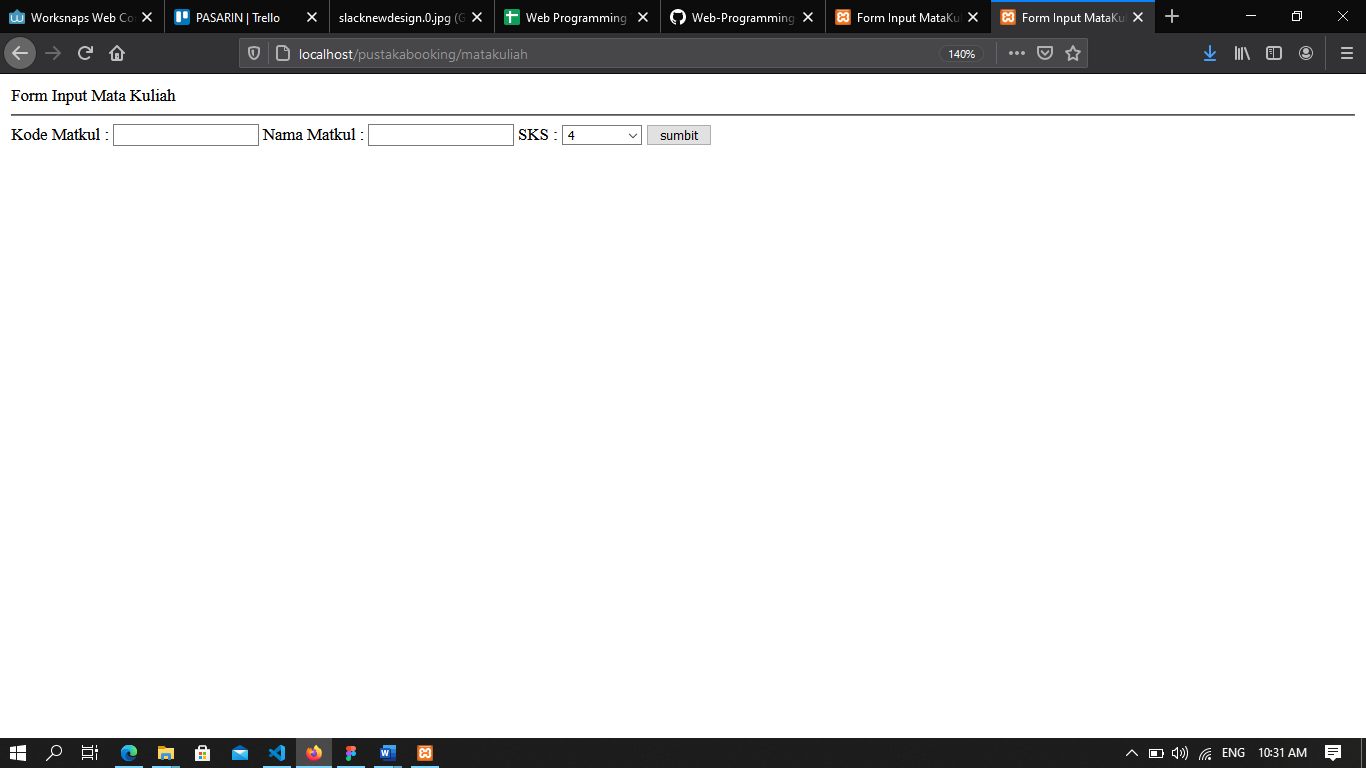 Worksnaps Web Co
PASARIN | Trello
slacknewdesign.0.jpg (G
Web Programming
Web-Programming
Form Input MataKul
Form Input MataKul
localhost/pustakabooking/matakuliah
140%
Form Input Mata Kuliah
Kode Matkul : Nama Matkul : SKS : 4 sumbit
ENG 10:31 AM